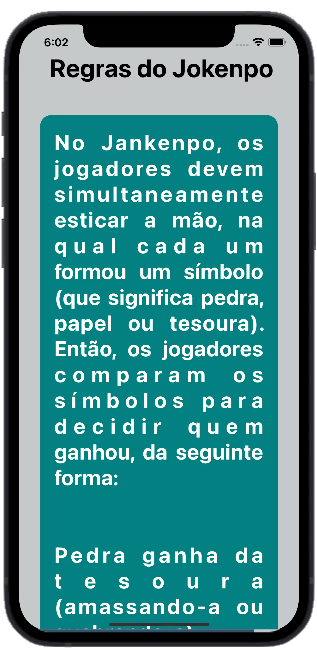 6:02
Regras do Jokenpo
No Jankenpo, os
jogadores devem
simultaneamente
esticar a mão, na
qual cada um
formou um símbolo
(que significa pedra,
papel ou tesoura).
Então, os jogadores
comparam os
símbolos para
decidir quem
ganhou, da seguinte
forma:
Pedra ganha da
tesoura
(amassando-a ou